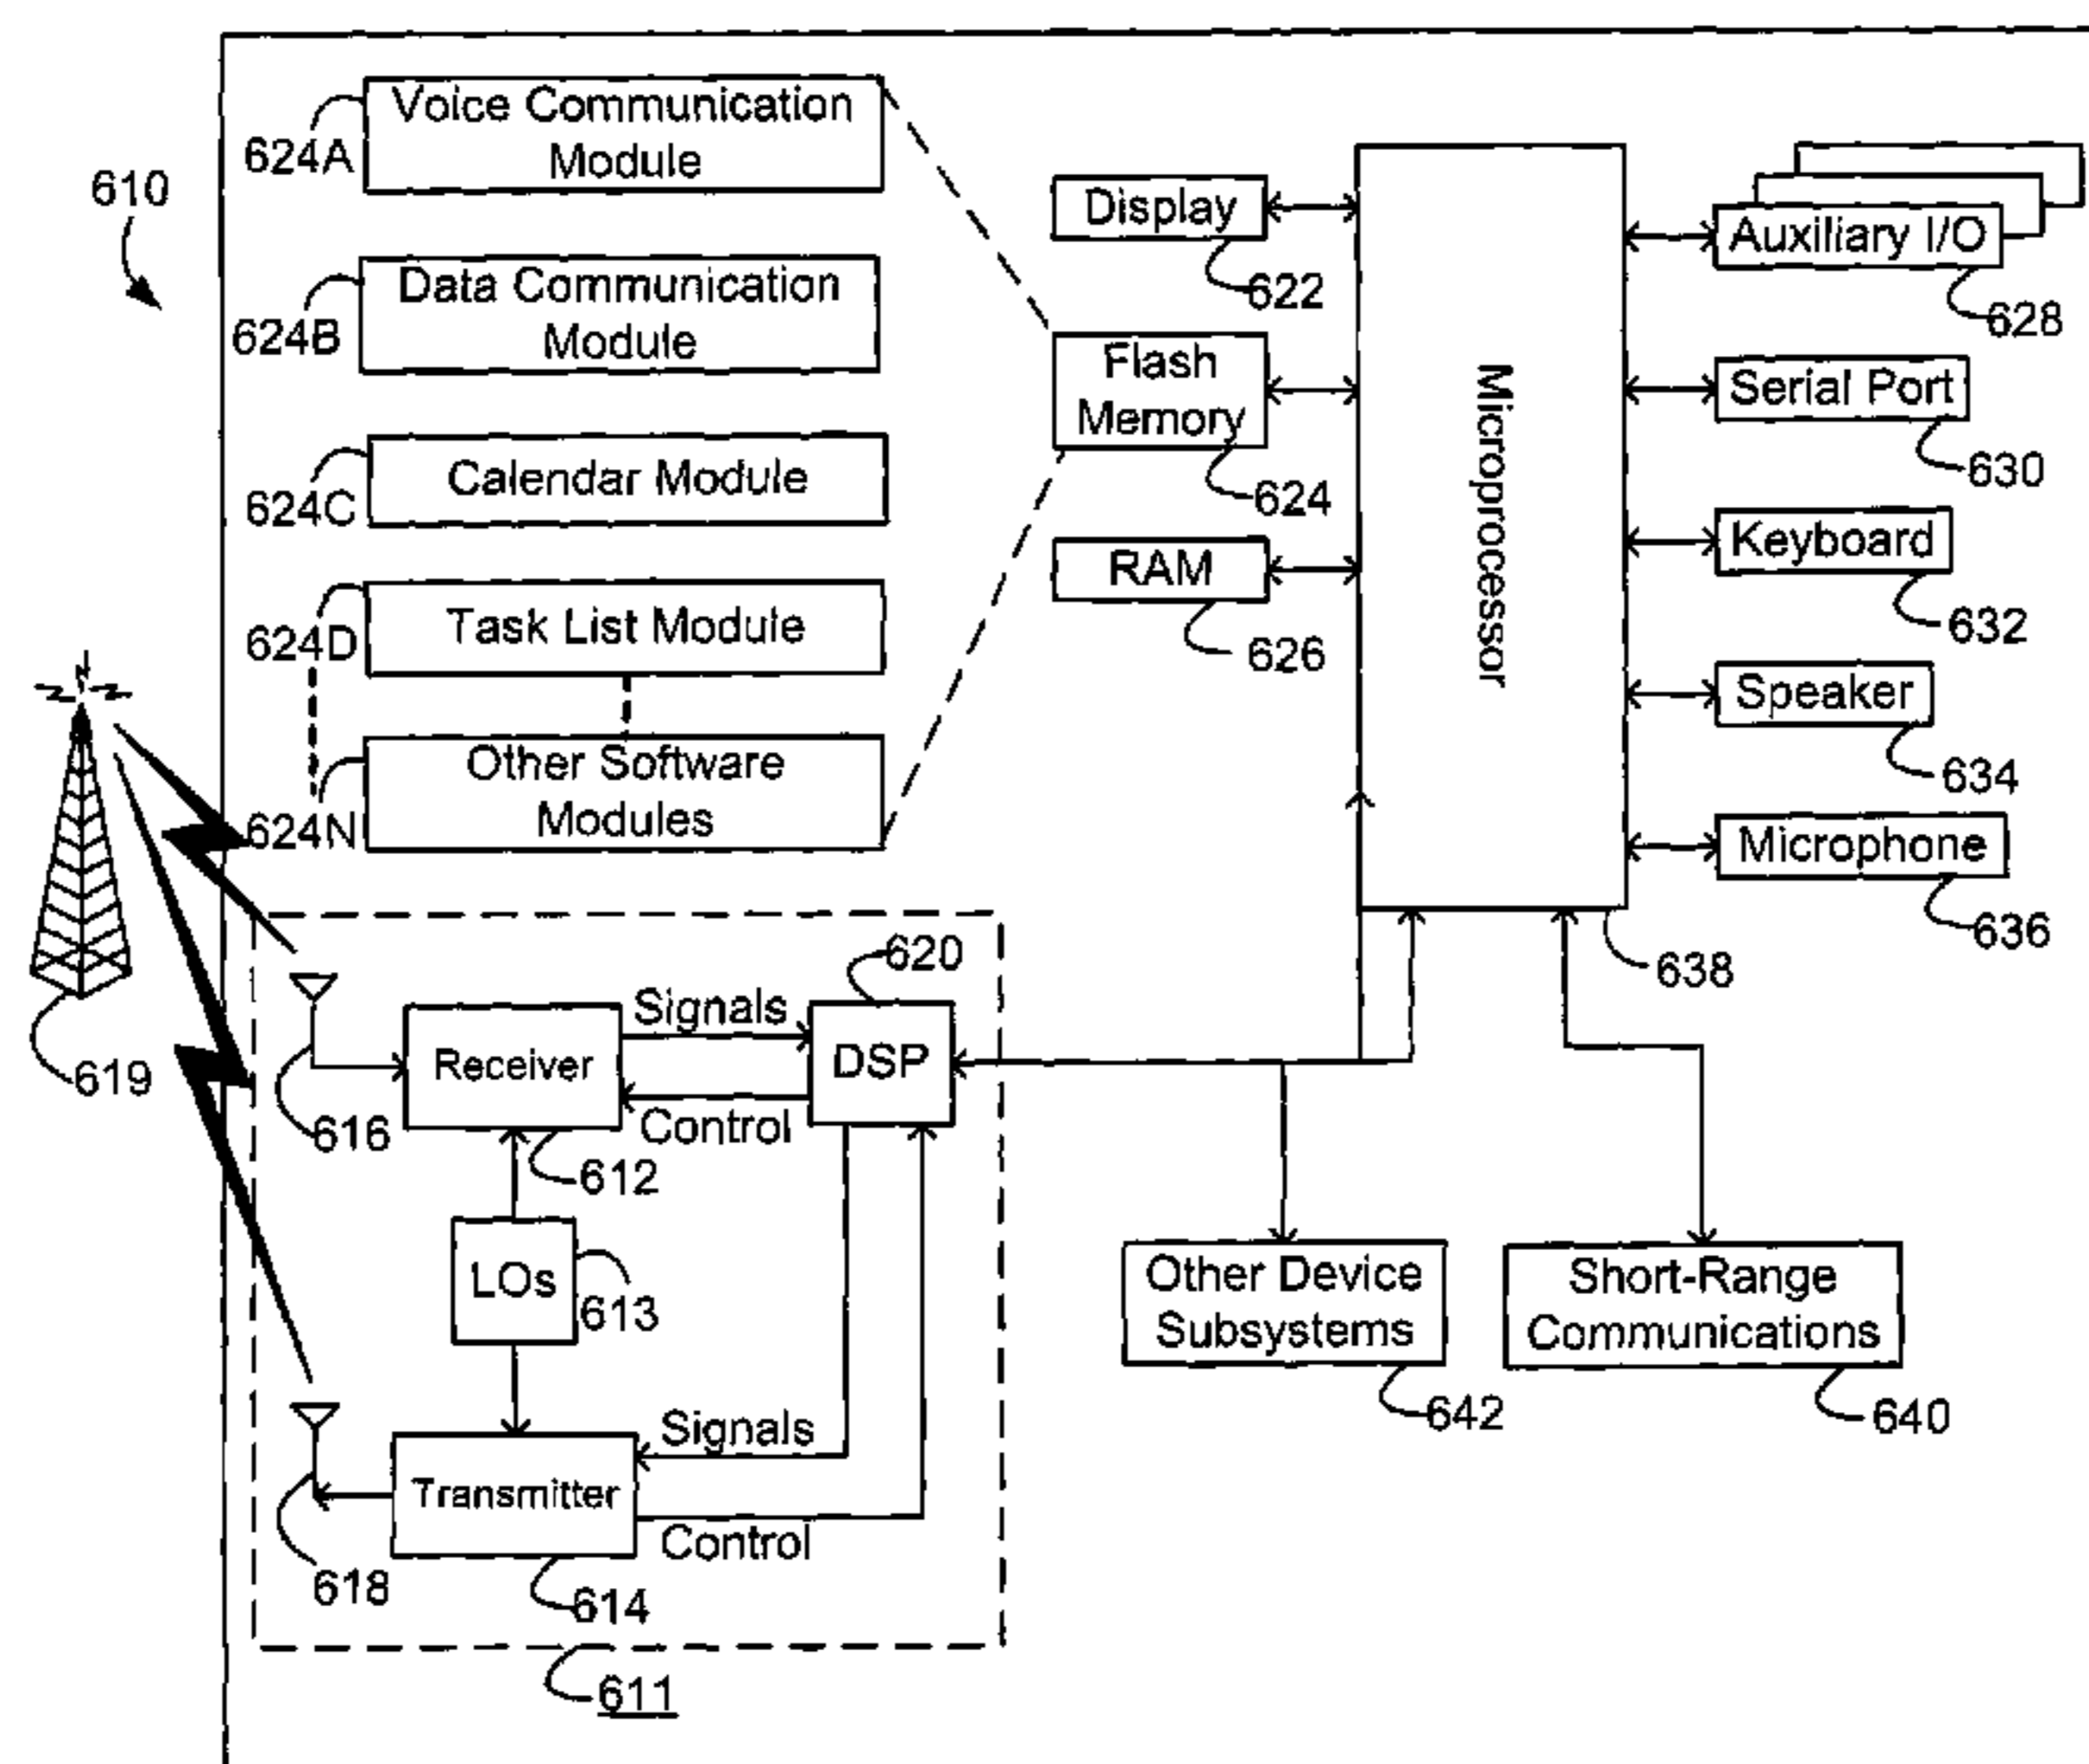 Voice Communication
Module
624A
610
Data Communication
Module
624B
Calendar Module
624C
Task List Module
624D
Other Software
Modules
624N
Display
622
Flash
Memory
624
RAM
626
Microprocessor
638
Auxiliary I/O
628
Serial Port
630
Keyboard
632
Speaker
634
Microphone
636
619
616
Receiver
612
Signals
Control
DSP
620
LOs
613
Transmitter
614
Signals
Control
618
611
Other Device
Subsystems
642
Short-Range
Communications
640